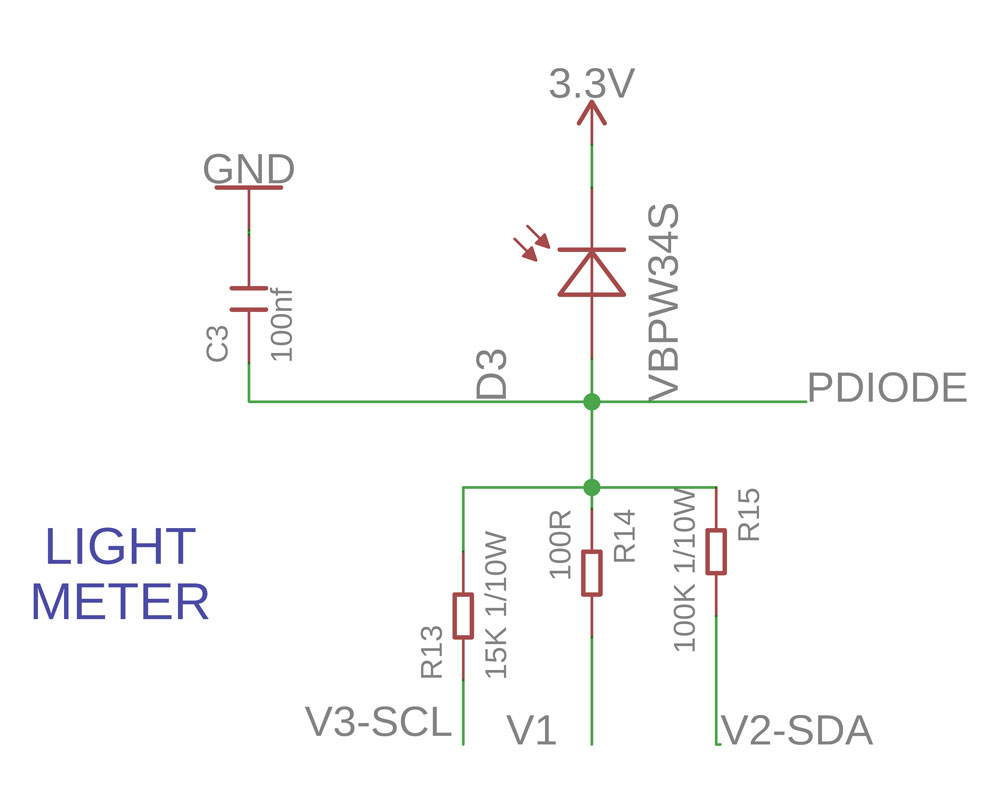 3.3V
GND
C3
100nf
D3
VBPW34S
PDIODE
LIGHT
METER
R13
15K 1/10W
100R
R14
100K 1/10W
R15
V3-SCL
V1
V2-SDA